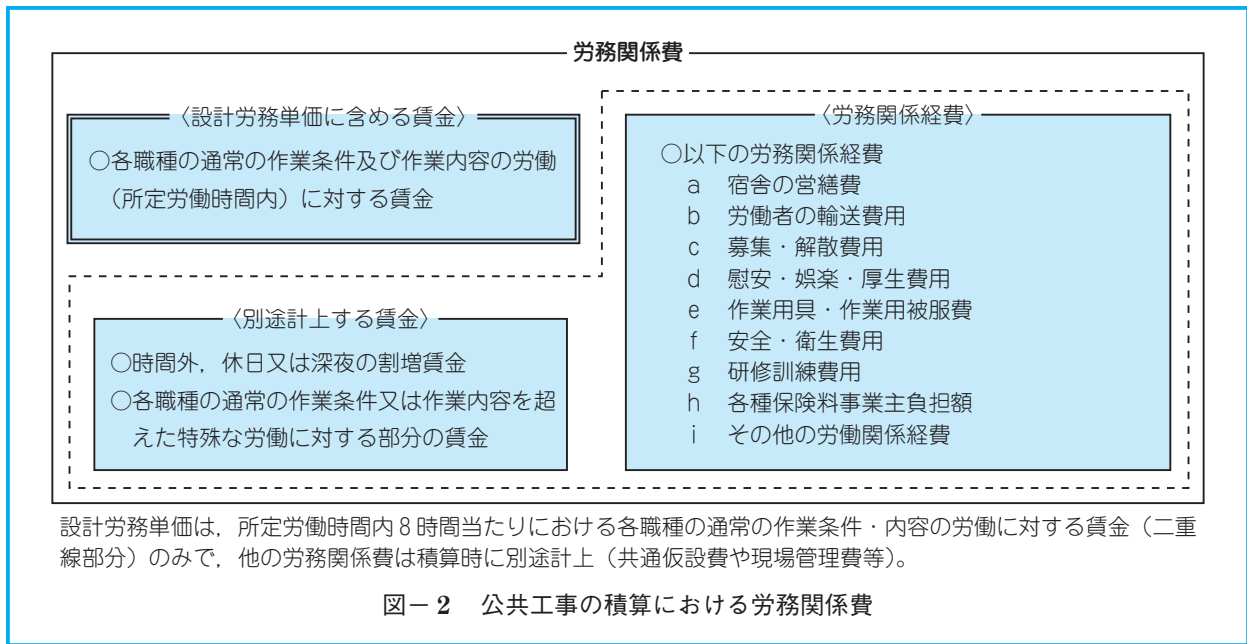 労務関係費
〈設計労務単価に含める賃金〉
○各職種の通常の作業条件及び作業内容の労働
（所定労働時間内）に対する賃金
〈別途計上する賃金〉
○時間外，休日又は深夜の割増賃金
○各職種の通常の作業条件又は作業内容を超
えた特殊な労働に対する部分の賃金
〈労務関係経費〉
○以下の労務関係経費
a 宿舎の営繕費
b 労働者の輸送費用
c 募集・解散費用
d 慰安・娯楽・厚生費用
e 作業用具・作業用被服費
f 安全・衛生費用
g 研修訓練費用
h 各種保険料事業主負担額
i その他の労働関係経費
設計労務単価は，所定労働時間内８時間当たりにおける各職種の通常の作業条件・内容の労働に対する賃金（二重
線部分）のみで，他の労務関係費は積算時に別途計上（共通仮設費や現場管理費等）。
図－2 公共工事の積算における労務関係費